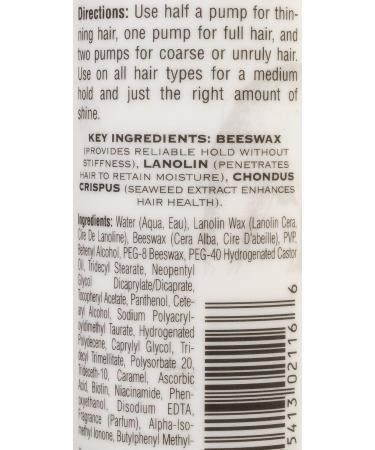 Directions: Use half a pump for thin-
ning hair, one pump for full hair, and
two pumps for coarse or unruly hair.
Use on all hair types for a medium
hold and just the right amount of
shine.
KEY INGREDIENTS: BEESWAX
(PROVIDES RELIABLE HOLD WITHOUT
STIFFNESS), LANOLIN (PENETRATES
HAIR TO RETAIN MOISTURE), CHONDUS
CRISPUS (SEAWEED EXTRACT ENHANCES
HAIR HEALTH).
Ingredients: Water (Aqua, Eau), Lanolin Wax (Lanolin Cera,
Cire De Lanoline), Beeswax (Cera Alba, Cire D'abeille), PVP,
Behenyl Alcohol, PEG-8 Beeswax, PEG-40 Hydrogenated Castor
Oil, Tridecyl Stearate, Neopentyl
Glycol Dicaprylate/Dicaprate,
Tocopheryl Acetate, Panthenol, Cete-
aryl Alcohol, Sodium Polyacryl-
oyldimethyl Taurate, Hydrogenated
Polydecene, Caprylyl Glycol, Tri-
decyl Trimellitate, Polysorbate 20,
Trideceth-10, Caramel, Ascorbic
Acid, Biotin, Niacinamide, Phen-
oxyethanol, Disodium EDTA,
Fragrance (Parfum), Alpha-Iso-
methyl Ionone, Butylphenyl Methyl-
5413102116 6